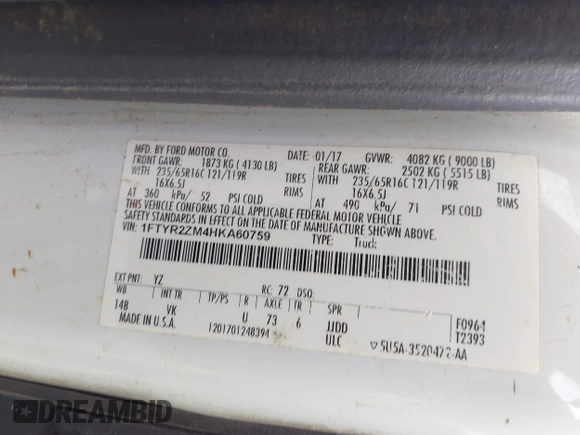 MFD. BY FORD MOTOR CO.
DATE: 01/17 GVWR: 4082 KG ( 9000 LB)
FRONT GAWR: 1873 KG ( 4130 LB) REAR GAWR: 2502 KG ( 5515 LB)
WITH 235/65R16C 121/119R TIRES WITH 235/65R16C 121/119R TIRES
16X6.5J RIMS 16X6.5J RIMS
AT 360 kPa/ 52 PSI COLD AT 490 kPa/ 71 PSI COLD
THIS VEHICLE CONFORMS TO ALL APPLICABLE FEDERAL MOTOR VEHICLE
SAFETY STANDARDS IN EFFECT ON THE DATE OF MANUFACTURE SHOWN ABOVE.
VIN: 1FTYR2ZM4HKA60759 TYPE: Truck
EXT PNT: YZ RC: 72 DSO:
WB INT TR TP/PS R AXLE TR SPR
148 VK U 73 6 JJDD F0964
MADE IN U.S.A. 1201701248394 ULC T2393
▽5U5A-3520472-AA